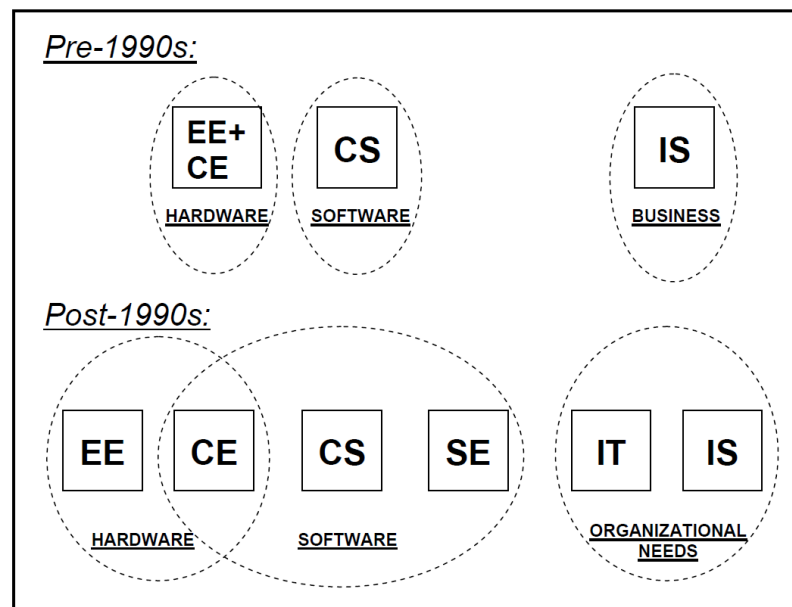 Pre-1990s:
EE+
CE
CS
IS
HARDWARE
SOFTWARE
BUSINESS
Post-1990s:
EE
CE
CS
SE
IT
IS
HARDWARE
SOFTWARE
ORGANIZATIONAL
NEEDS